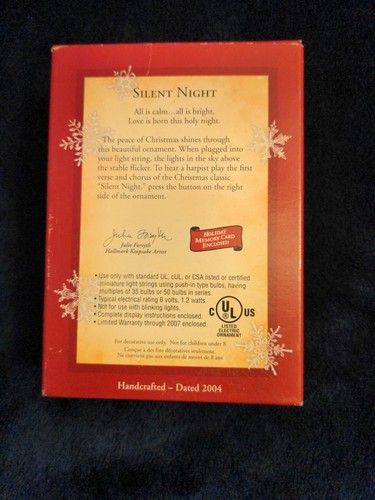 SILENT NIGHT
All is calm...all is bright,
Love is born this holy night.
The peace of Christmas shines through
this beautiful ornament. When plugged into
your light string, the lights in the sky above
the stable flicker. To hear a harpist play the first
verse and chorus of the Christmas classic
"Silent Night," press the button on the right
side of the ornament.
Julie Forsyth
Julie Forsyth
Hallmark Keepsake Artist
HOLIDAY
MEMORY CARD
ENCLOSED
• Use only with standard UL, cUL, or CSA listed or certified
miniature light strings using push-in type bulbs, having
multiples of 35 bulbs or 50 bulbs in series.
• Typical electrical rating 6 volts, 1.2 watts.
• Not for use with blinking lights.
• Complete display instructions enclosed.
• Limited Warranty through 2007 enclosed.
C UL US
LISTED
ELECTRIC
ORNAMENT
For decorative use only. Not for children under 8.
Conçus à des fins décoratives seulement.
Ne convient pas aux enfants de moins de 8 ans.
Handcrafted – Dated 2004